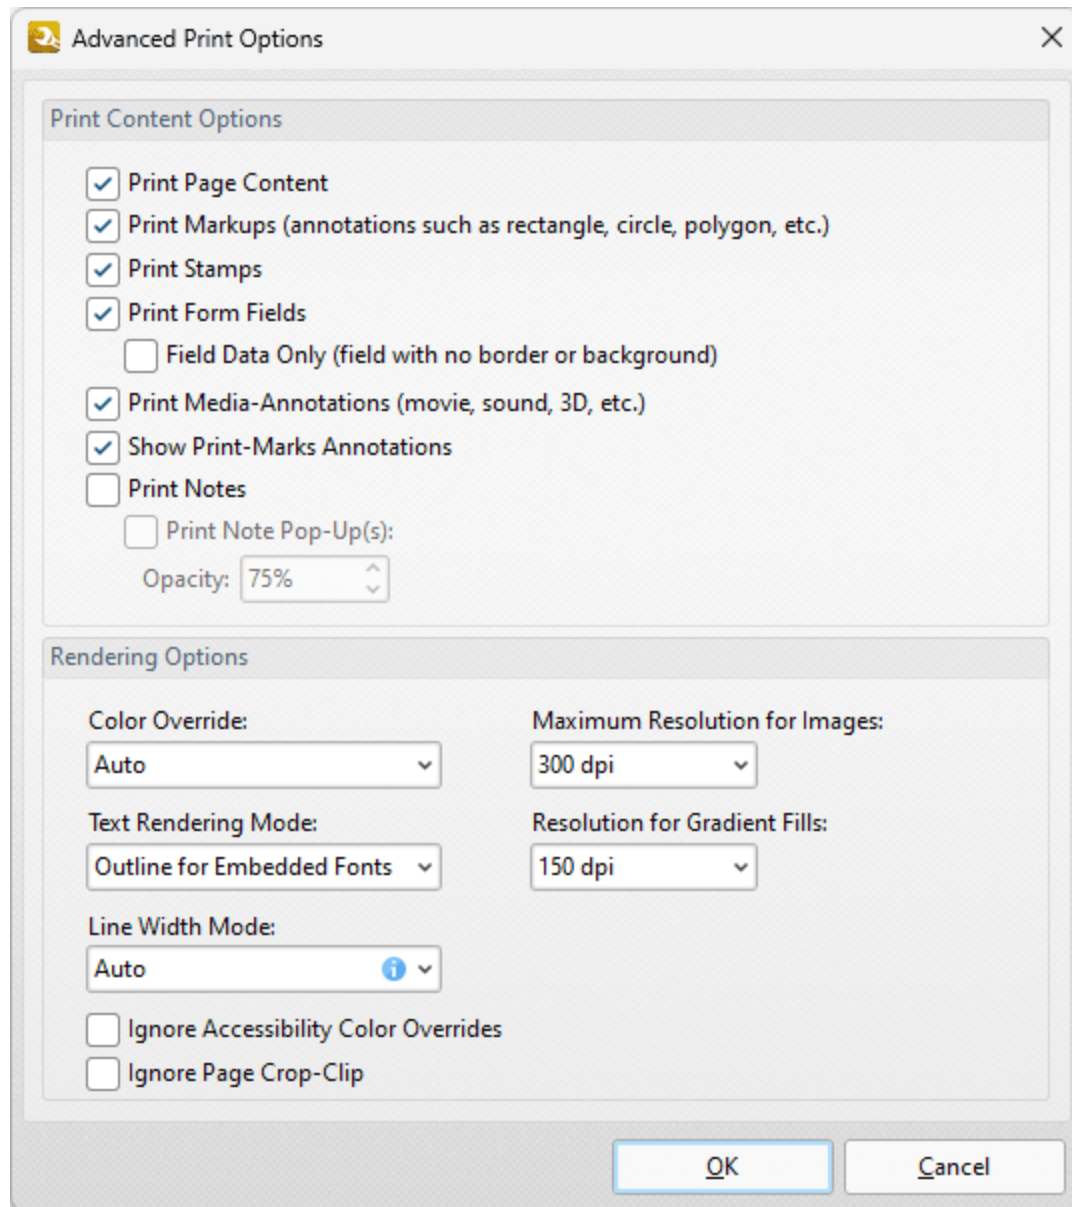 Advanced Print Options
Print Content Options
Print Page Content
Print Markups (annotations such as rectangle, circle, polygon, etc.)
Print Stamps
Print Form Fields
Field Data Only (field with no border or background)
Print Media-Annotations (movie, sound, 3D, etc.)
Show Print-Marks Annotations
Print Notes
Print Note Pop-Up(s):
Opacity: 75%
Rendering Options
Color Override:
Auto
Maximum Resolution for Images:
300 dpi
Text Rendering Mode:
Outline for Embedded Fonts
Resolution for Gradient Fills:
150 dpi
Line Width Mode:
Auto
Ignore Accessibility Color Overrides
Ignore Page Crop-Clip
OK
Cancel